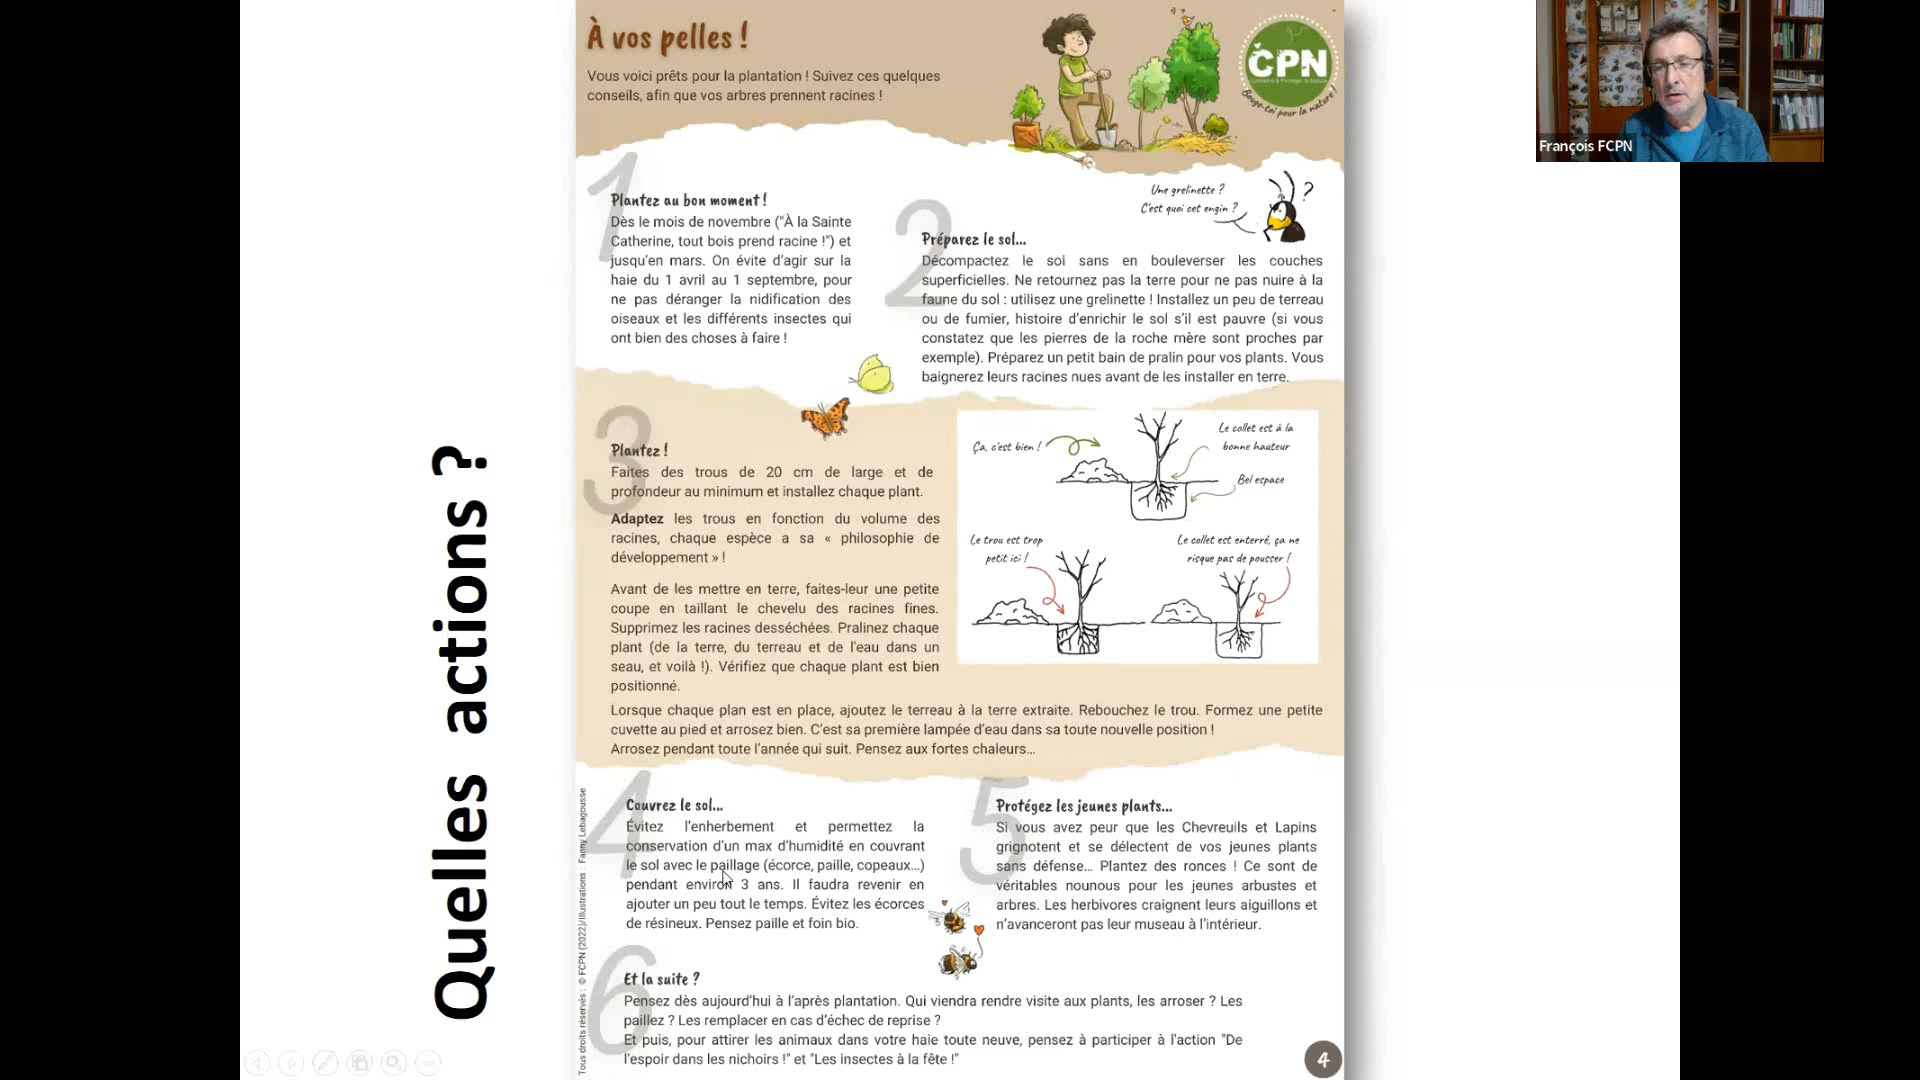 Quelles actions ?
À vos pelles !
Vous voici prêts pour la plantation ! Suivez ces quelques
conseils, afin que vos arbres prennent racines !
CPN
Bouge-toi pour la nature !
François FCPN
1
Plantez au bon moment !
Dès le mois de novembre ("À la Sainte
Catherine, tout bois prend racine !") et
jusqu'en mars. On évite d'agir sur la
haie du 1 avril au 1 septembre, pour
ne pas déranger la nidification des
oiseaux et les différents insectes qui
ont bien des choses à faire !
Une grelinette ?
C'est quoi cet engin ?
?
2
Préparez le sol...
Décompactez le sol sans en bouleverser les couches
superficielles. Ne retournez pas la terre pour ne pas nuire à la
faune du sol : utilisez une grelinette ! Installez un peu de terreau
ou de fumier, histoire d'enrichir le sol s'il est pauvre (si vous
constatez que les pierres de la roche mère sont proches par
exemple). Préparez un petit bain de pralin pour vos plants. Vous
baignerez leurs racines nues avant de les installer en terre.
3
Plantez !
Faites des trous de 20 cm de large et de
profondeur au minimum et installez chaque plant.
Adaptez les trous en fonction du volume des
racines, chaque espèce a sa « philosophie de
développement » !
Avant de les mettre en terre, faites-leur une petite
coupe en taillant le chevelu des racines fines.
Supprimez les racines desséchées. Pralinez chaque
plant (de la terre, du terreau et de l'eau dans un
seau, et voilà !). Vérifiez que chaque plant est bien
positionné.
Ça, c'est bien !
Le collet est à la
bonne hauteur
Bel espace
Le trou est trop
petit ici !
Le collet est enterré, ça ne
risque pas de pousser !
Lorsque chaque plan est en place, ajoutez le terreau à la terre extraite. Rebouchez le trou. Formez une petite
cuvette au pied et arrosez bien. C'est sa première lampée d'eau dans sa toute nouvelle position !
Arrosez pendant toute l'année qui suit. Pensez aux fortes chaleurs...
4
Couvrez le sol...
Évitez l'enherbement et permettez la
conservation d'un max d'humidité en couvrant
le sol avec le paillage (écorce, paille, copeaux...)
pendant environ 3 ans. Il faudra revenir en
ajouter un peu tout le temps. Évitez les écorces
de résineux. Pensez paille et foin bio.
5
Protégez les jeunes plants...
Si vous avez peur que les Chevreuils et Lapins
grignotent et se délectent de vos jeunes plants
sans défense... Plantez des ronces ! Ce sont de
véritables nounous pour les jeunes arbustes et
arbres. Les herbivores craignent leurs aiguillons et
n'avanceront pas leur museau à l'intérieur.
6
Et la suite ?
Pensez dès aujourd'hui à l'après plantation. Qui viendra rendre visite aux plants, les arroser ? Les
paillez ? Les remplacer en cas d'échec de reprise ?
Et puis, pour attirer les animaux dans votre haie toute neuve, pensez à participer à l'action "De
l'espoir dans les nichoirs !" et "Les insectes à la fête !"
Tous droits réservés : © FCPN (2022)/Illustrations : Fanny Lebagousse
4